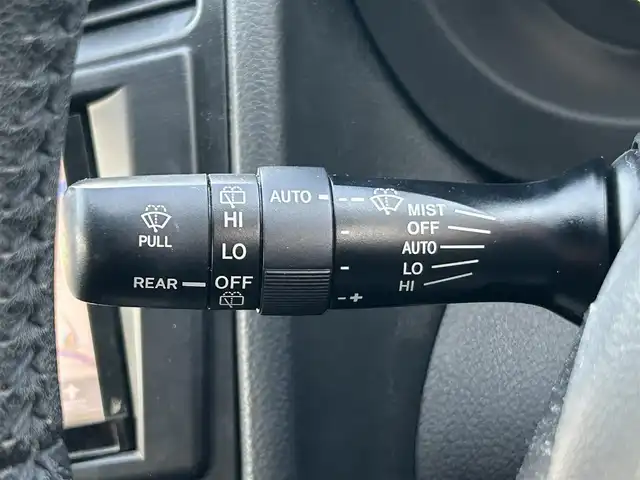 PULL
REAR
HI
LO
OFF
AUTO
- -
-
-
- +
MIST
OFF
AUTO
LO
HI